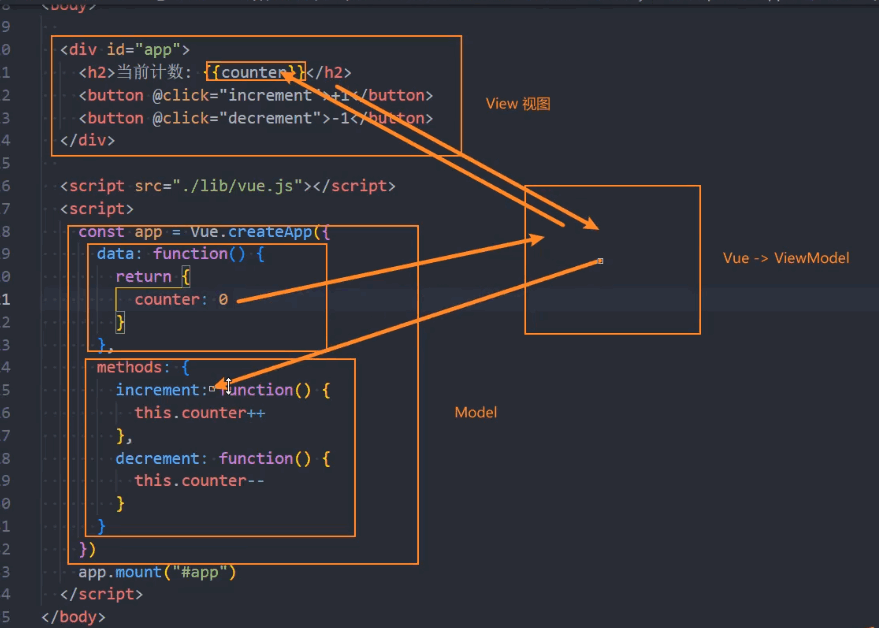 <body>
9
0 <div id="app">
1 <h2>当前计数: {{counter}}</h2>
2 <button @click="increment">+1</button>
3 <button @click="decrement">-1</button>
4 </div>
View 视图
5
6 <script src="./lib/vue.js"></script>
7 <script>
8 const app = Vue.createApp({
9 data: function() {
0 return {
1 counter: 0
2 }
3 },
Vue -> ViewModel
4 methods: {
5 increment: function() {
6 this.counter++
7 },
8 decrement: function() {
9 this.counter--
0 }
1 }
Model
2 })
3 app.mount("#app")
4 </script>
5 </body>